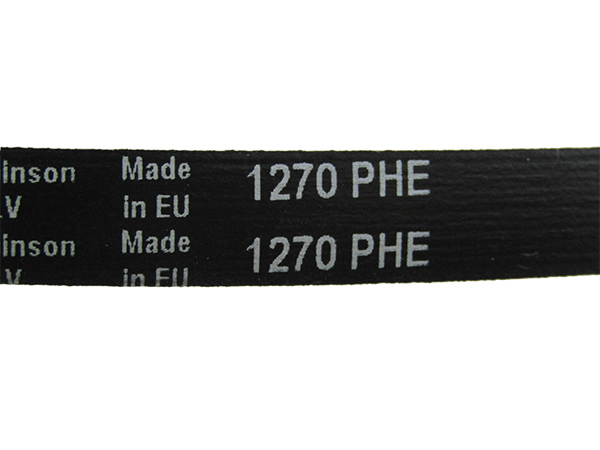 inson Made 1270 PHE
.V in EU
inson Made 1270 PHE
V in EU